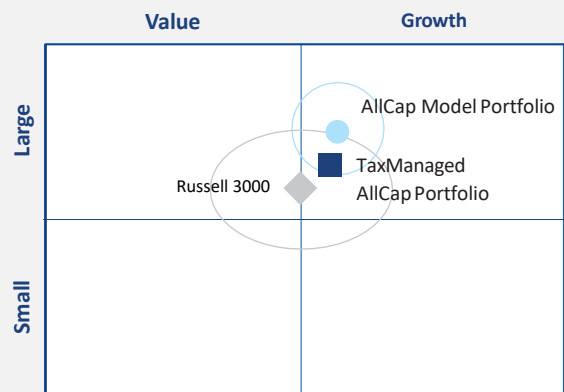 Value
Growth
Large
AllCap Model Portfolio
TaxManaged
AllCap Portfolio
Russell 3000
Small